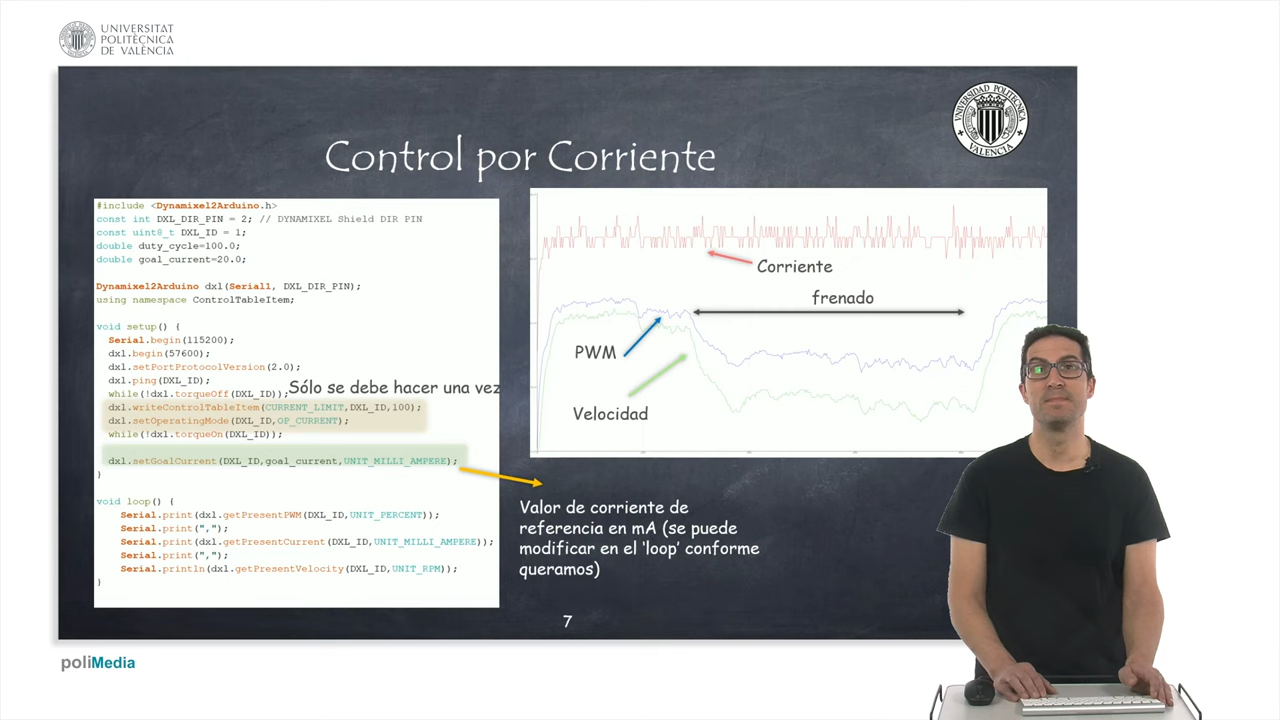 UNIVERSITAT
POLITÈCNICA
DE VALÈNCIA
UNIVERSIDAD POLITECNICA
VALENCIA
Control por Corriente
#include <Dynamixel2Arduino.h>
const int DXL_DIR_PIN = 2; // DYNAMIXEL Shield DIR PIN
const uint8_t DXL_ID = 1;
double duty_cycle=100.0;
double goal_current=20.0;
Dynamixel2Arduino dxl(Serial1, DXL_DIR_PIN);
using namespace ControlTableItem;
void setup() {
Serial.begin(115200);
dxl.begin(57600);
dxl.setPortProtocolVersion(2.0);
dxl.ping(DXL_ID);
while(!dxl.torqueOff(DXL_ID));
Sólo se debe hacer una vez
dxl.writeControlTableItem(CURRENT_LIMIT,DXL_ID,100);
dxl.setOperatingMode(DXL_ID,OP_CURRENT);
while(!dxl.torqueOn(DXL_ID));
dxl.setGoalCurrent(DXL_ID,goal_current,UNIT_MILLI_AMPERE);
}
void loop() {
Serial.print(dxl.getPresentPWM(DXL_ID,UNIT_PERCENT));
Serial.print(",");
Serial.print(dxl.getPresentCurrent(DXL_ID,UNIT_MILLI_AMPERE));
Serial.print(",");
Serial.println(dxl.getPresentVelocity(DXL_ID,UNIT_RPM));
}
Corriente
frenado
PWM
Velocidad
Valor de corriente de
referencia en mA (se puede
modificar en el 'loop' conforme
queramos)
7
poliMedia